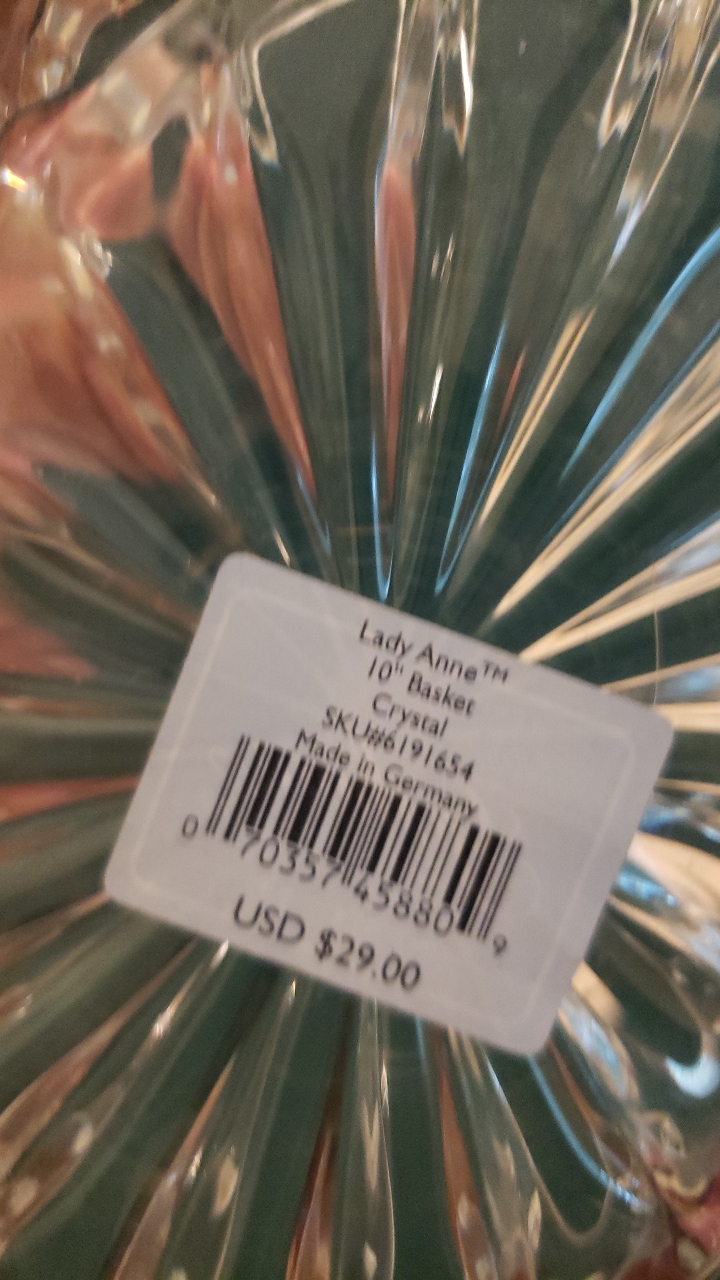 Lady Anne™
10" Basket
Crystal
SKU#6191654
Made in Germany
0 70357 45880 9
USD $29.00